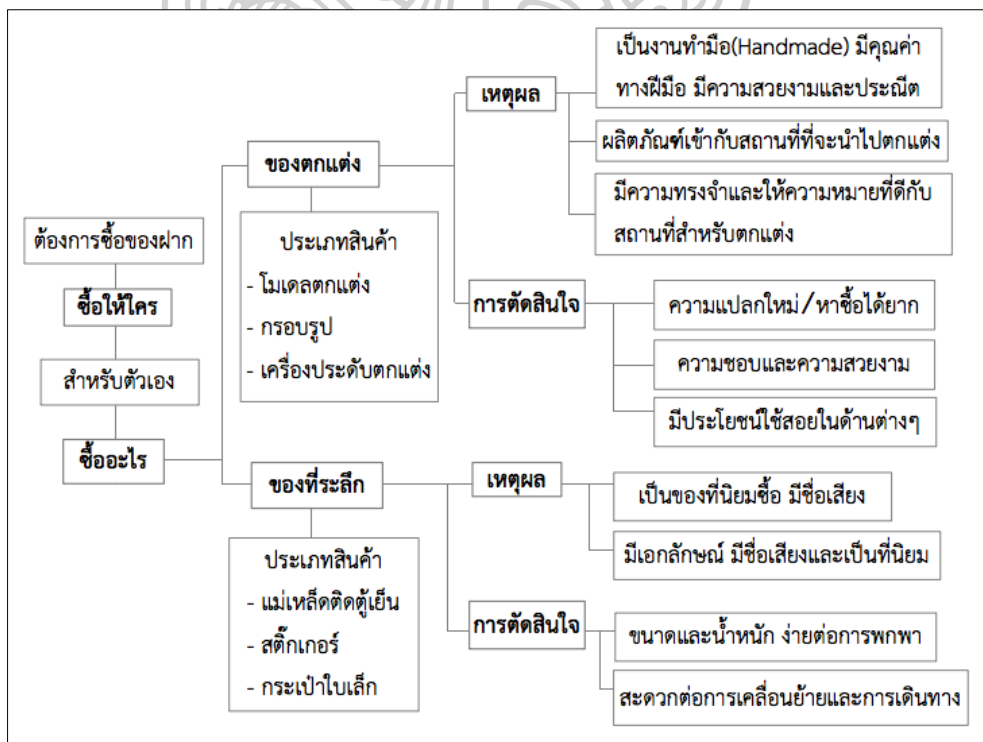 ต้องการซื้อของฝาก
ซื้อให้ใคร
สำหรับตัวเอง
ซื้ออะไร
ของตกแต่ง
ประเภทสินค้า
- โมเดลตกแต่ง
- กรอบรูป
- เครื่องประดับตกแต่ง
เหตุผล
เป็นงานทำมือ(Handmade) มีคุณค่า
ทางฝีมือ มีความสวยงามและประณีต
ผลิตภัณฑ์เข้ากับสถานที่ที่จะนำไปตกแต่ง
มีความทรงจำและให้ความหมายที่ดีกับ
สถานที่สำหรับตกแต่ง
การตัดสินใจ
ความแปลกใหม่/หาซื้อได้ยาก
ความชอบและความสวยงาม
มีประโยชน์ใช้สอยในด้านต่างๆ
ของที่ระลึก
ประเภทสินค้า
- แม่เหล็ดติดตู้เย็น
- สติ๊กเกอร์
- กระเป๋าใบเล็ก
เหตุผล
เป็นของที่นิยมซื้อ มีชื่อเสียง
มีเอกลักษณ์ มีชื่อเสียงและเป็นที่นิยม
การตัดสินใจ
ขนาดและน้ำหนัก ง่ายต่อการพกพา
สะดวกต่อการเคลื่อนย้ายและการเดินทาง